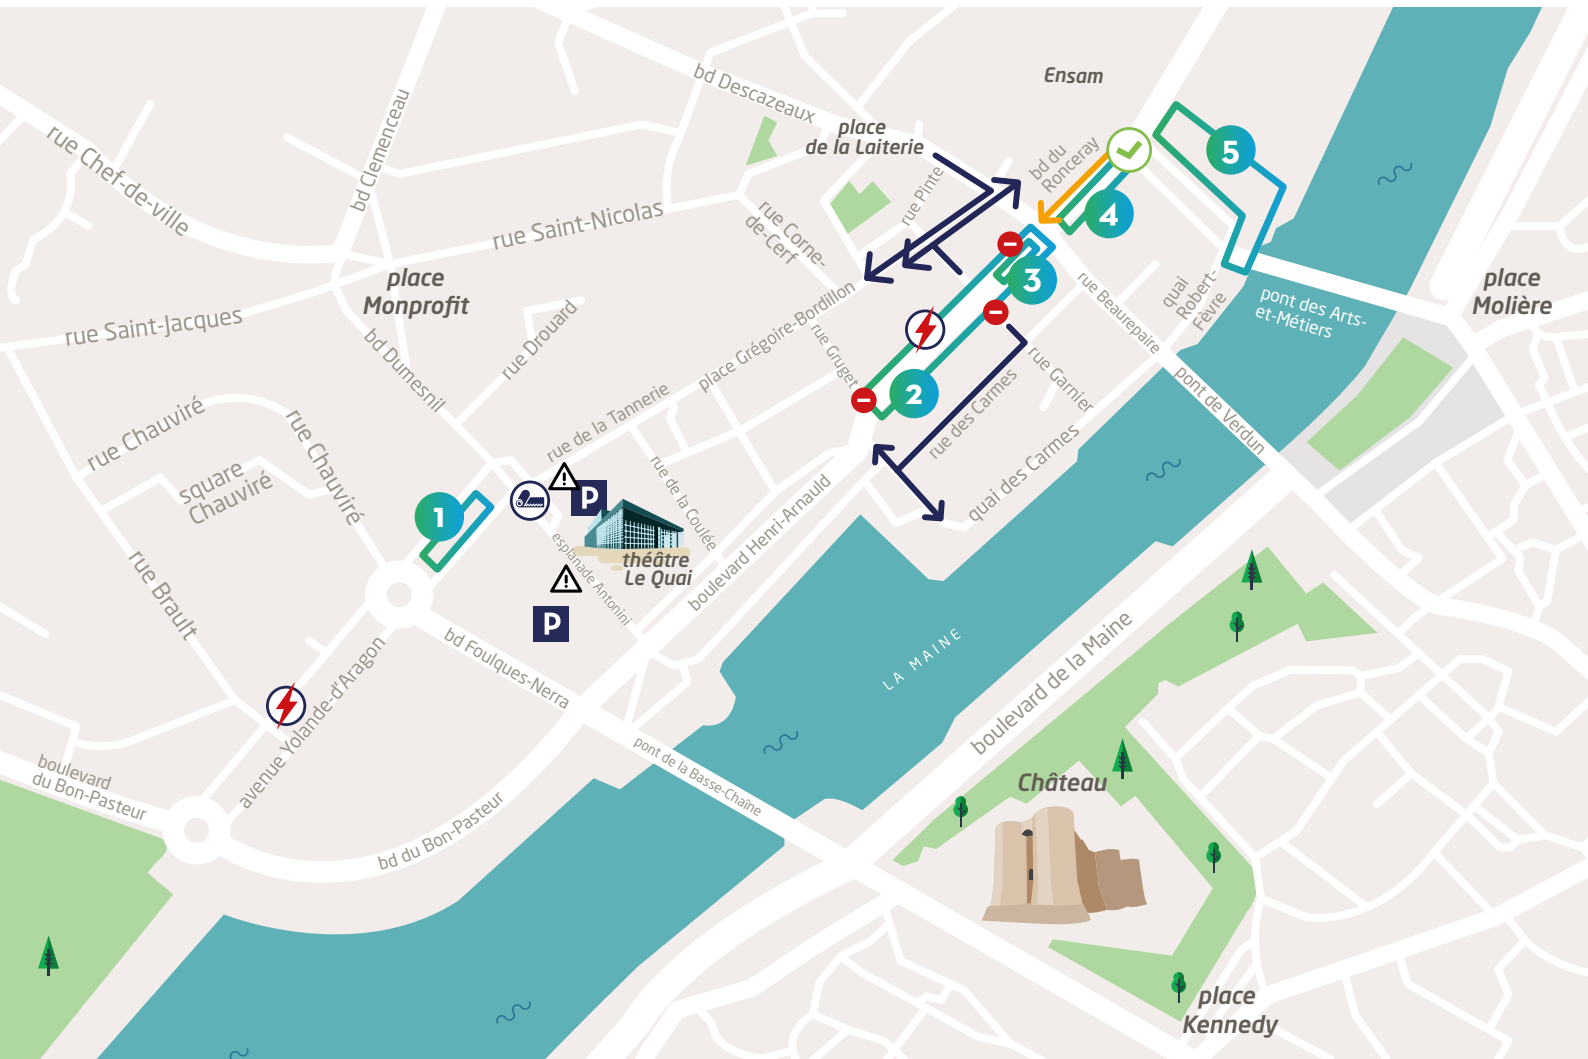 bd Descazeaux
Ensam
place
de la Laiterie
bd du
Ronceray
5
4
rue Chef-de-ville
bd Clemenceau
rue Pinte
rue Saint-Nicolas
rue Corne-
de-Cerf
place
Monprofit
3
rue Beaurepaire
quai
Robert-
Fèvre
pont des Arts-
et-Métiers
place
Molière
rue Saint-Jacques
bd Dumesnil
rue Drouard
place Grégoire-Bordillon
rue Gruget
2
rue Garnier
rue des Carmes
pont de Verdun
rue Chauviré
rue Chauviré
square
Chauviré
rue de la Tannerie
rue de la Coulée
quai des Carmes
1
P
boulevard Henri-Arnauld
esplanade Antonini
théâtre
Le Quai
P
rue Brault
bd Foulques-Nerra
LA MAINE
boulevard de la Maine
avenue Yolande-d'Aragon
pont de la Basse-Chaîne
boulevard
du Bon-Pasteur
bd du Bon-Pasteur
Château
place
Kennedy